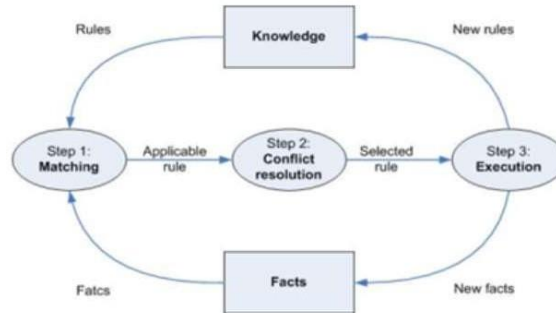 Rules
Knowledge
New rules
Step 1:
Matching
Applicable
rule
Step 2:
Conflict
resolution
Selected
rule
Step 3:
Execution
Fatcs
Facts
New facts